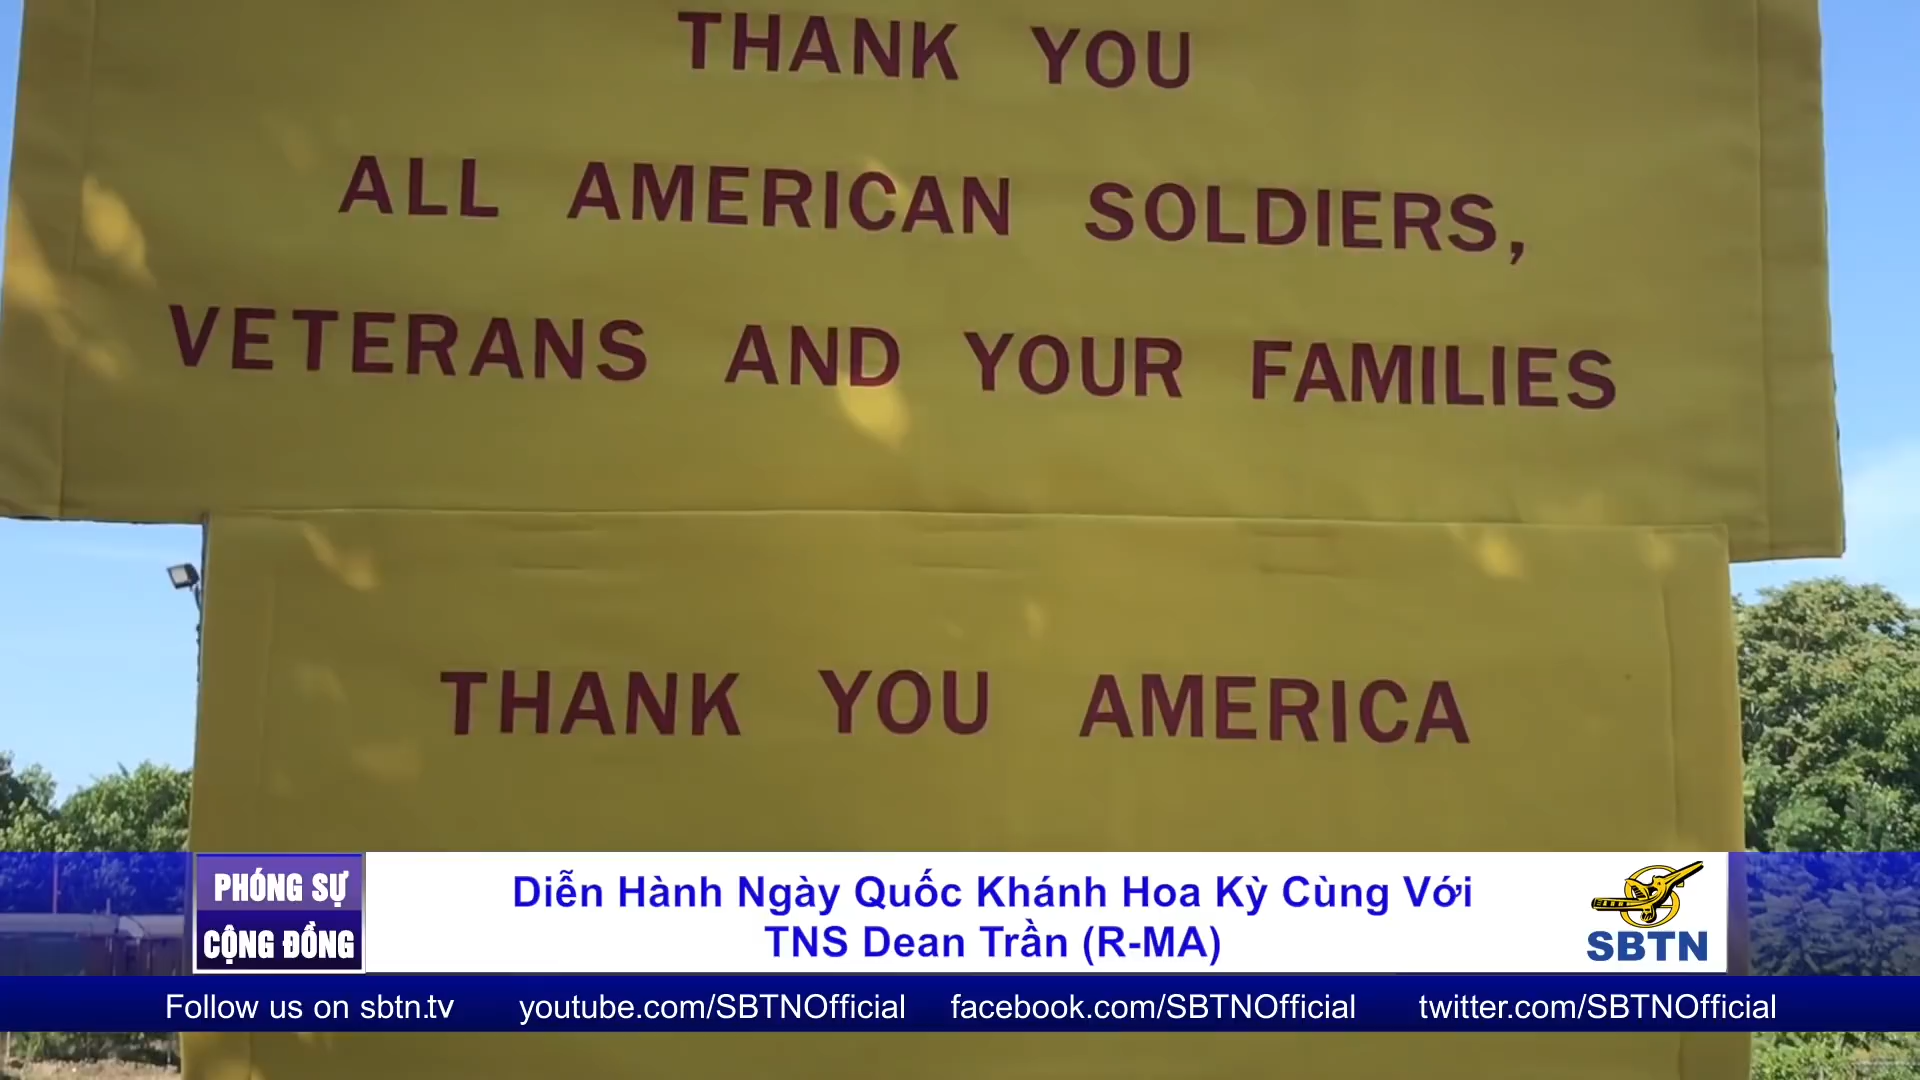 THANK YOU
ALL AMERICAN SOLDIERS,
VETERANS AND YOUR FAMILIES
THANK YOU AMERICA
PHÓNG SỰ
CỘNG ĐỒNG
Diễn Hành Ngày Quốc Khánh Hoa Kỳ Cùng Với
TNS Dean Trần (R-MA)
SBTN
Follow us on sbtn.tv youtube.com/SBTNOfficial facebook.com/SBTNOfficial twitter.com/SBTNOfficial